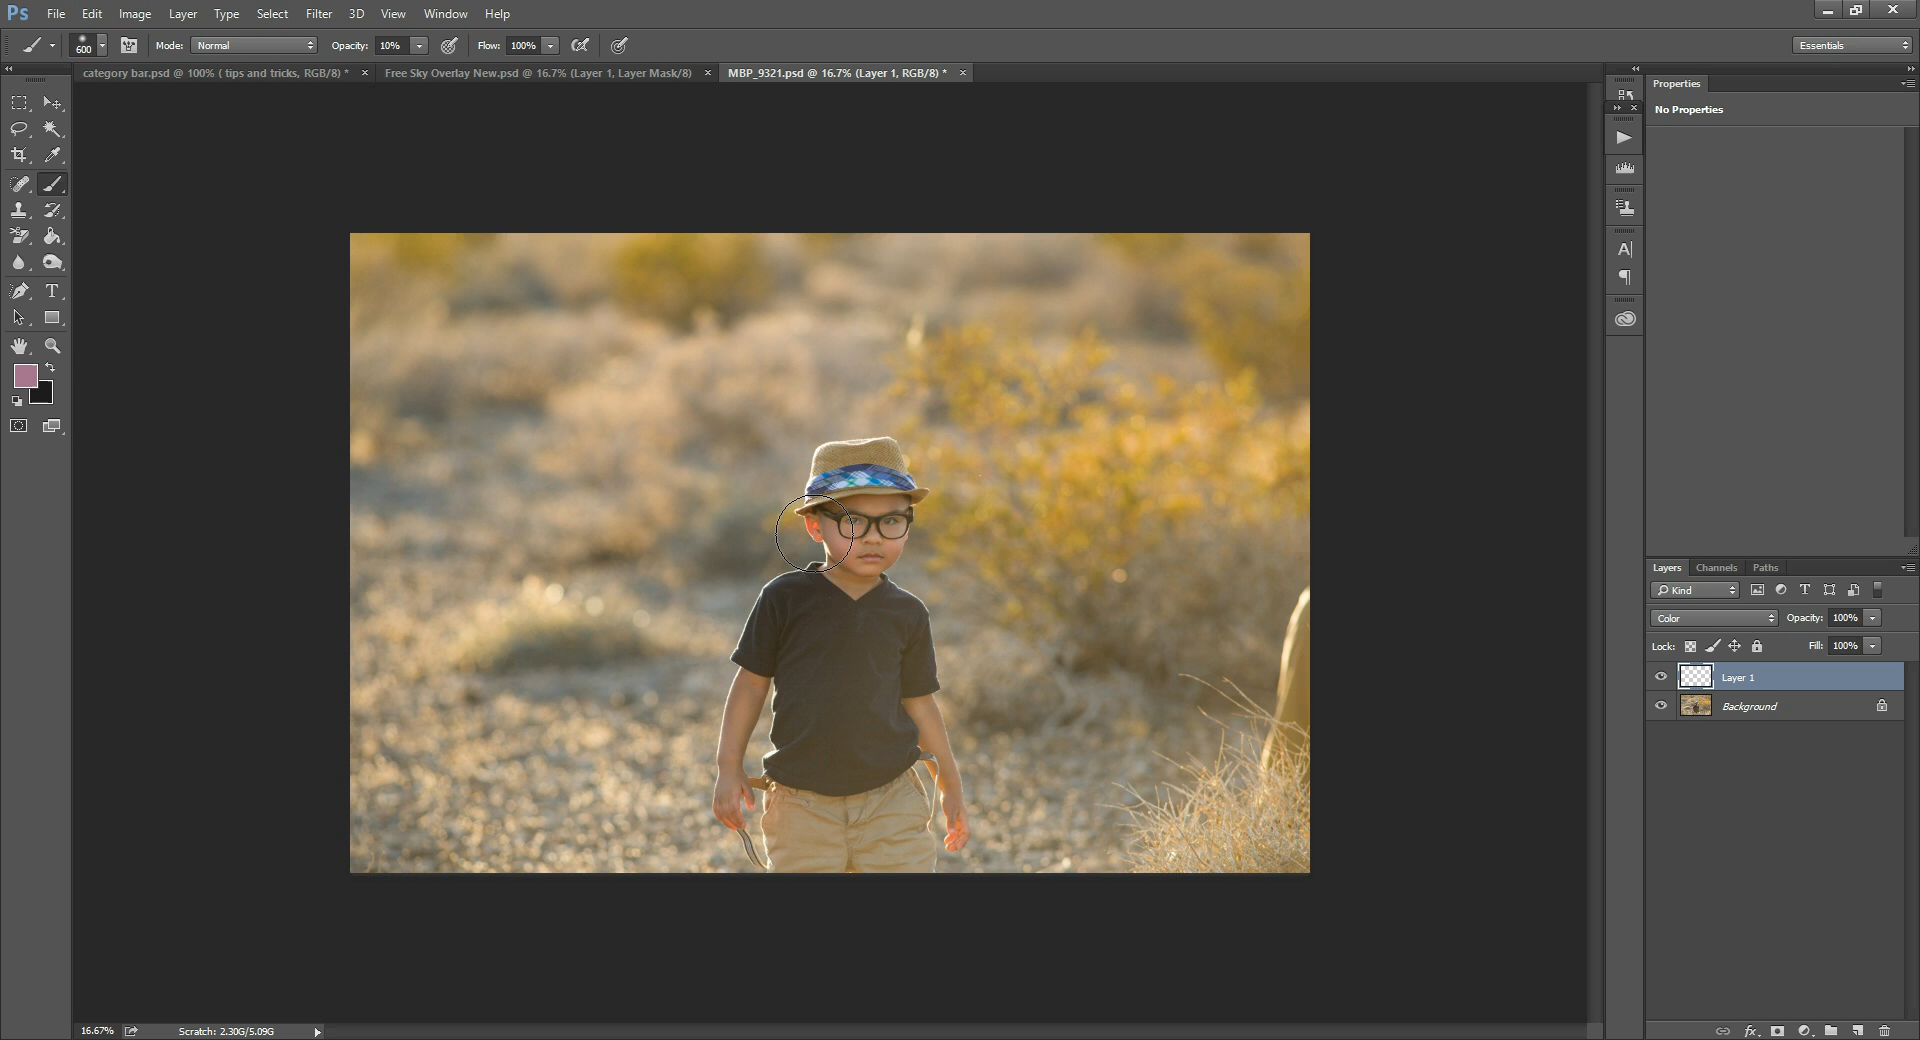 Ps File Edit Image Layer Type Select Filter 3D View Window Help
600 Mode: Normal Opacity: 10% Flow: 100% Essentials
category bar.psd @ 100% ( tips and tricks, RGB/8) * × Free Sky Overlay New.psd @ 16.7% (Layer 1, Layer Mask/8) × MBP_9321.psd @ 16.7% (Layer 1, RGB/8) * ×
Properties
No Properties
Layers Channels Paths
Kind
Color Opacity: 100%
Lock: Fill: 100%
Layer 1
Background
16.67% Scratch: 2.30G/5.09G